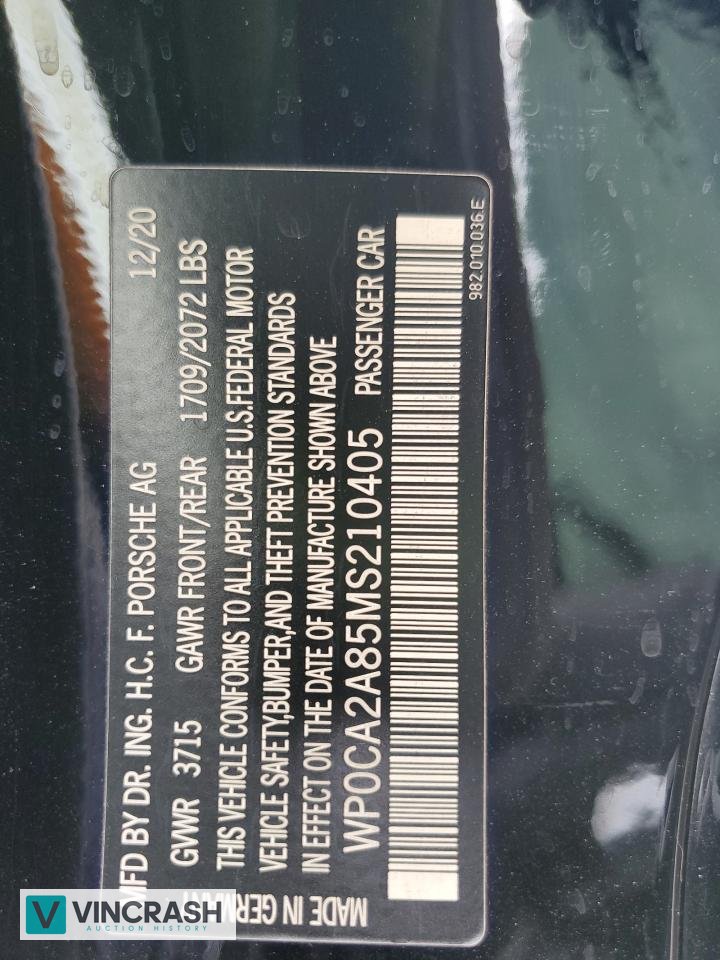 MFD BY DR. ING. H.C. F. PORSCHE AG 12/20
GVWR 3715 GAWR FRONT/REAR 1709/2072 LBS
THIS VEHICLE CONFORMS TO ALL APPLICABLE U.S.FEDERAL MOTOR
VEHICLE SAFETY,BUMPER,AND THEFT PREVENTION STANDARDS
IN EFFECT ON THE DATE OF MANUFACTURE SHOWN ABOVE
WP0CA2A85MS210405 PASSENGER CAR
982.010.036.E
MADE IN GERMANY
VINCRASH
AUCTION HISTORY